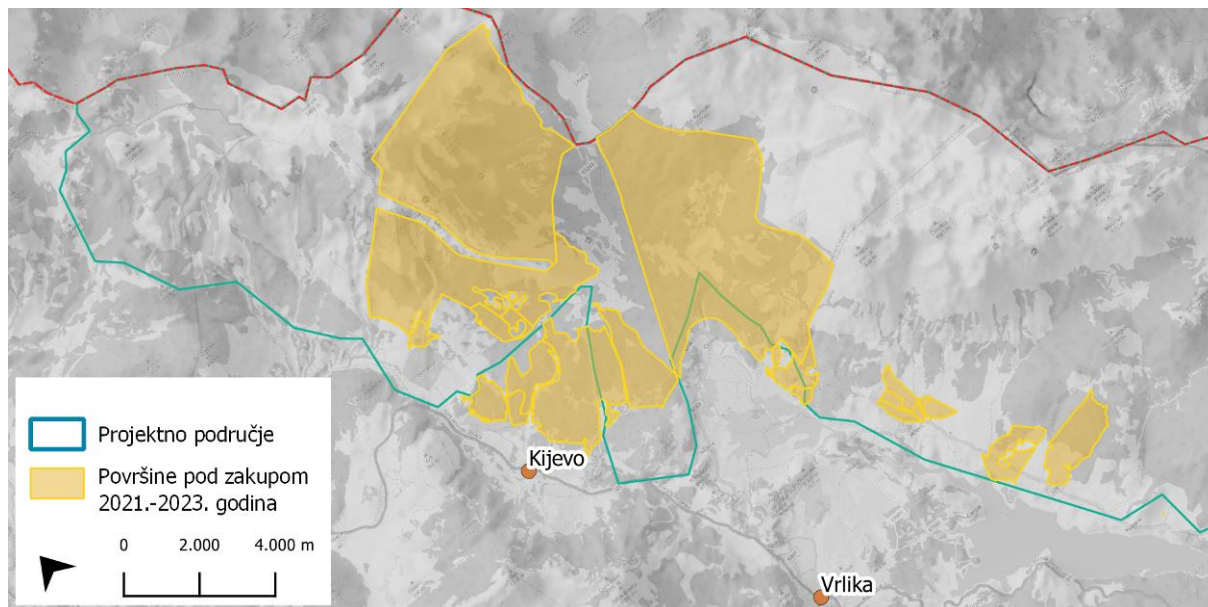 Kijevo
Vrlika
Projektno područje
Površine pod zakupom
2021.-2023. godina
0 2.000 4.000 m